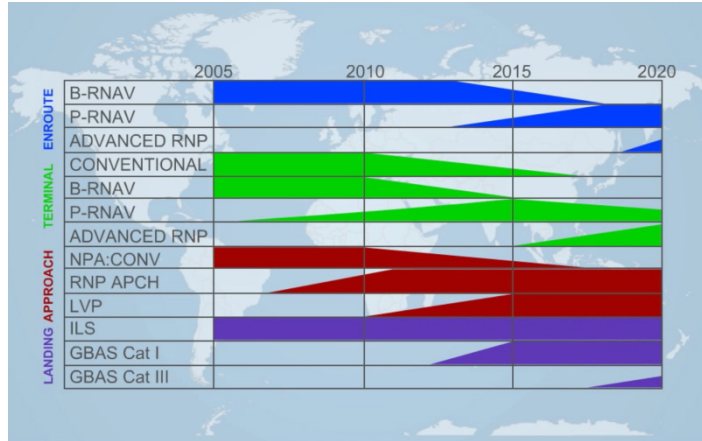 2005 2010 2015 2020
ENROUTE
B-RNAV
P-RNAV
ADVANCED RNP
TERMINAL
CONVENTIONAL
B-RNAV
P-RNAV
ADVANCED RNP
APPROACH
NPA:CONV
RNP APCH
LVP
LANDING
ILS
GBAS Cat I
GBAS Cat III